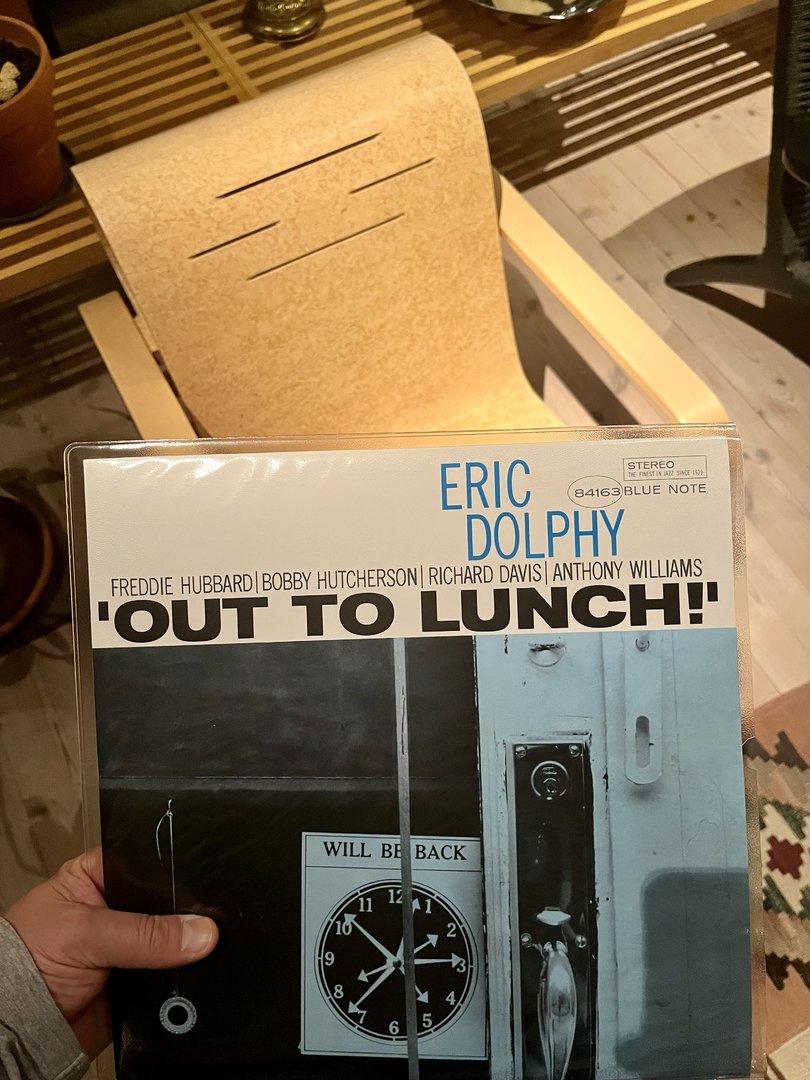 ERIC
DOLPHY
STEREO
THE FINEST IN JAZZ SINCE 1939
84163 BLUE NOTE
FREDDIE HUBBARD|BOBBY HUTCHERSON|RICHARD DAVIS|ANTHONY WILLIAMS
'OUT TO LUNCH!'
WILL BE BACK
12
1
2
3
4
5
6
7
8
9
10
11